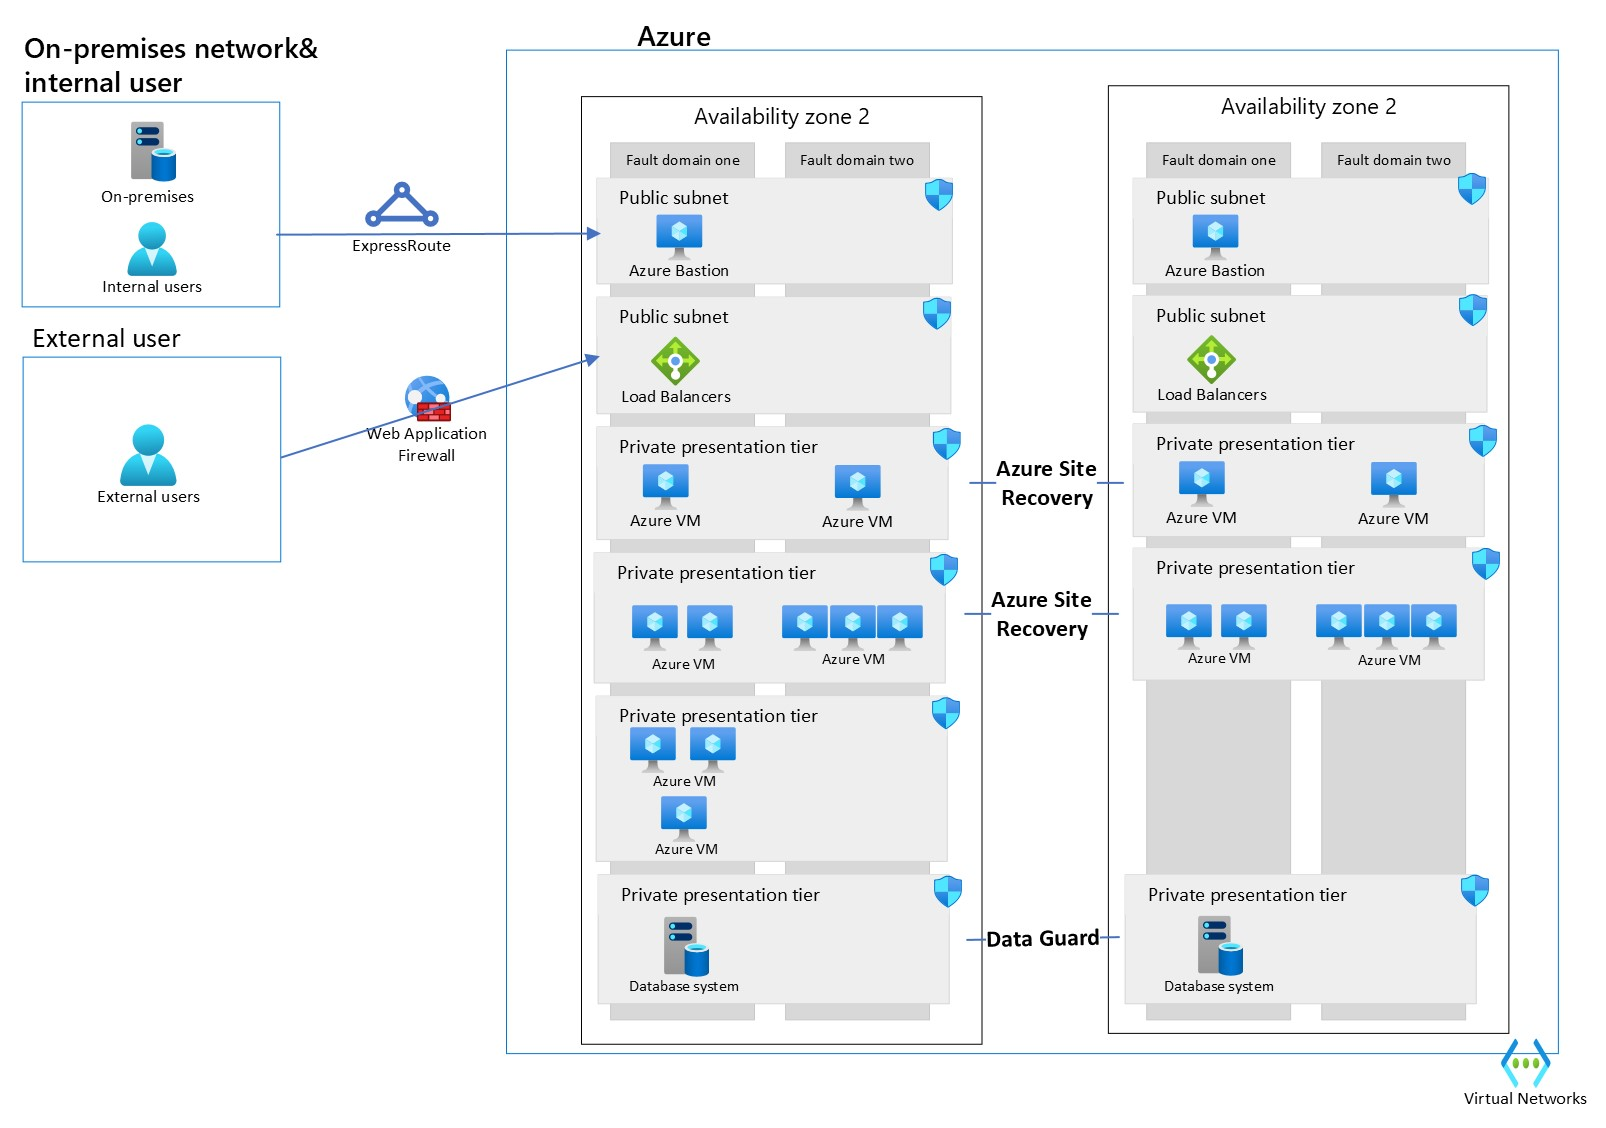 On-premises network&
internal user
On-premises
Internal users
External user
External users
ExpressRoute
Web Application
Firewall
Azure
Availability zone 2
Fault domain one
Fault domain two
Public subnet
Azure Bastion
Public subnet
Load Balancers
Private presentation tier
Azure VM
Azure VM
Private presentation tier
Azure VM
Azure VM
Private presentation tier
Azure VM
Azure VM
Private presentation tier
Database system
Azure Site
Recovery
Azure Site
Recovery
Data Guard
Availability zone 2
Fault domain one
Fault domain two
Public subnet
Azure Bastion
Public subnet
Load Balancers
Private presentation tier
Azure VM
Azure VM
Private presentation tier
Azure VM
Azure VM
Private presentation tier
Database system
Virtual Networks